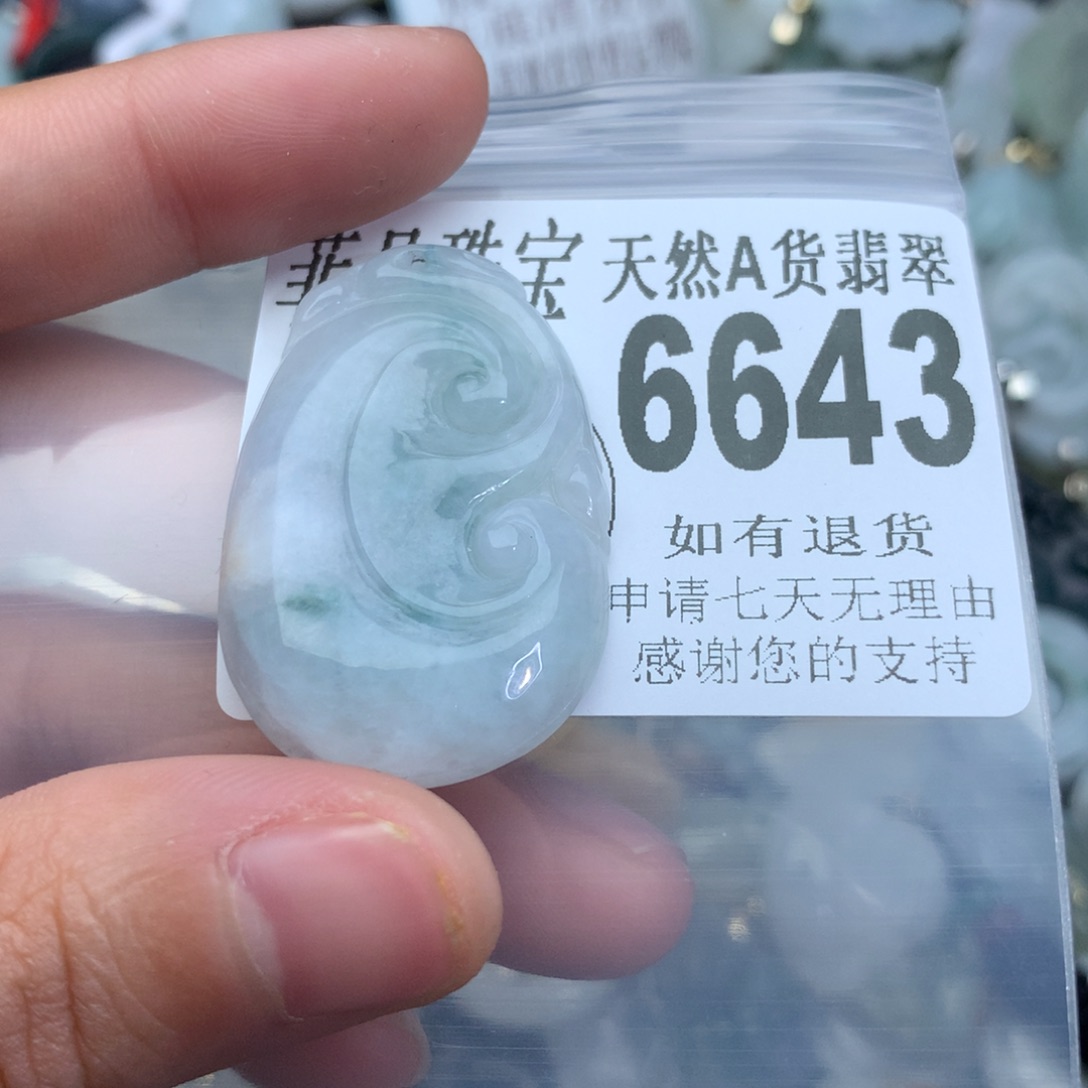 珠宝 天然A货翡翠
6643
如有退货
申请七天无理由
感谢您的支持